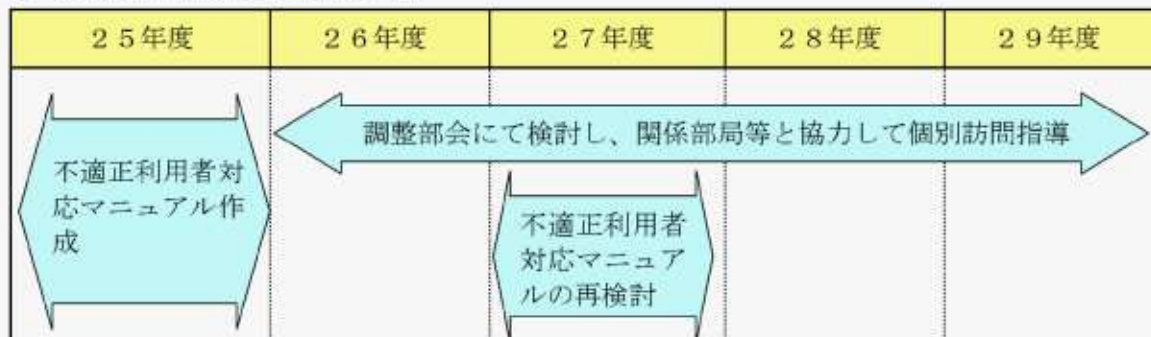 ２５年度 ２６年度 ２７年度 ２８年度 ２９年度
調整部会にて検討し、関係部局等と協力して個別訪問指導
不適正利用者対
応マニュアル作
成
不適正利用者
対応マニュア
ルの再検討